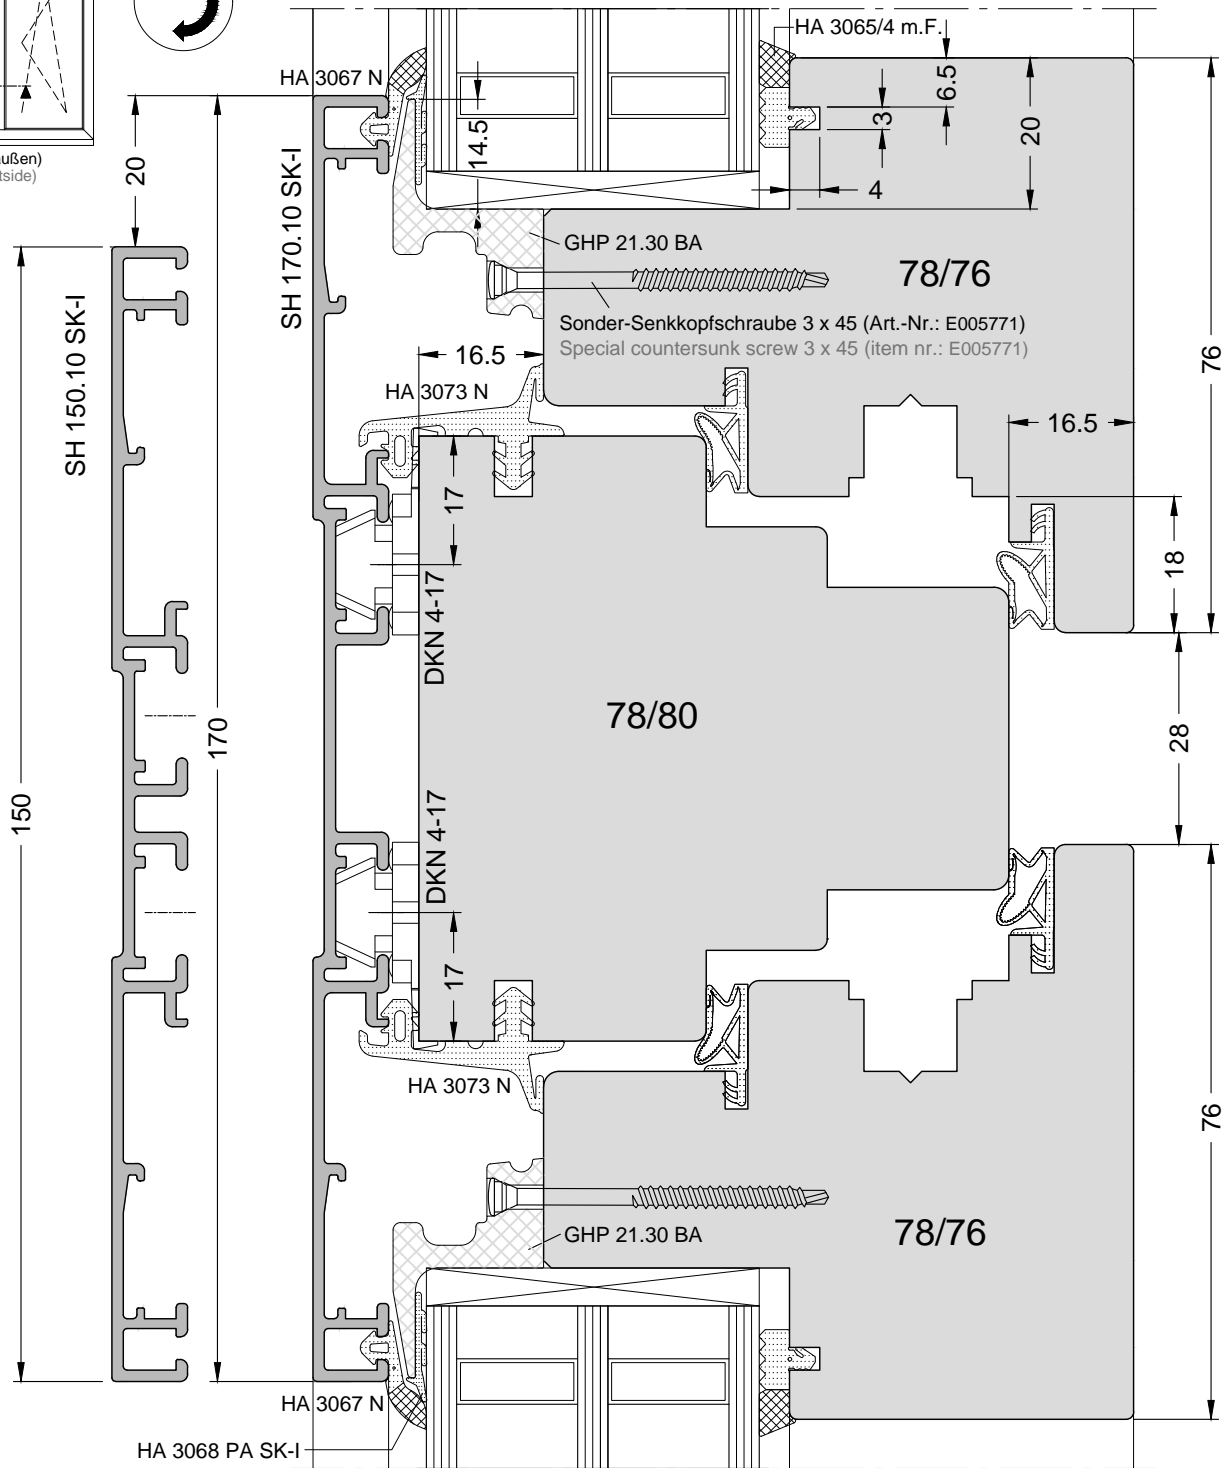 HA 3065/4 m.F.
HA 3067 N
6.5
20
3
14.5
4
20
SH 170.10 SK-I
GHP 21.30 BA
78/76
Sonder-Senkkopfschraube 3 x 45 (Art.-Nr.: E005771)
Special countersunk screw 3 x 45 (item nr.: E005771)
SH 150.10 SK-I
16.5
HA 3073 N
76
16.5
17
18
DKN 4-17
78/80
28
170
150
DKN 4-17
17
HA 3073 N
76
GHP 21.30 BA
78/76
HA 3067 N
HA 3068 PA SK-I